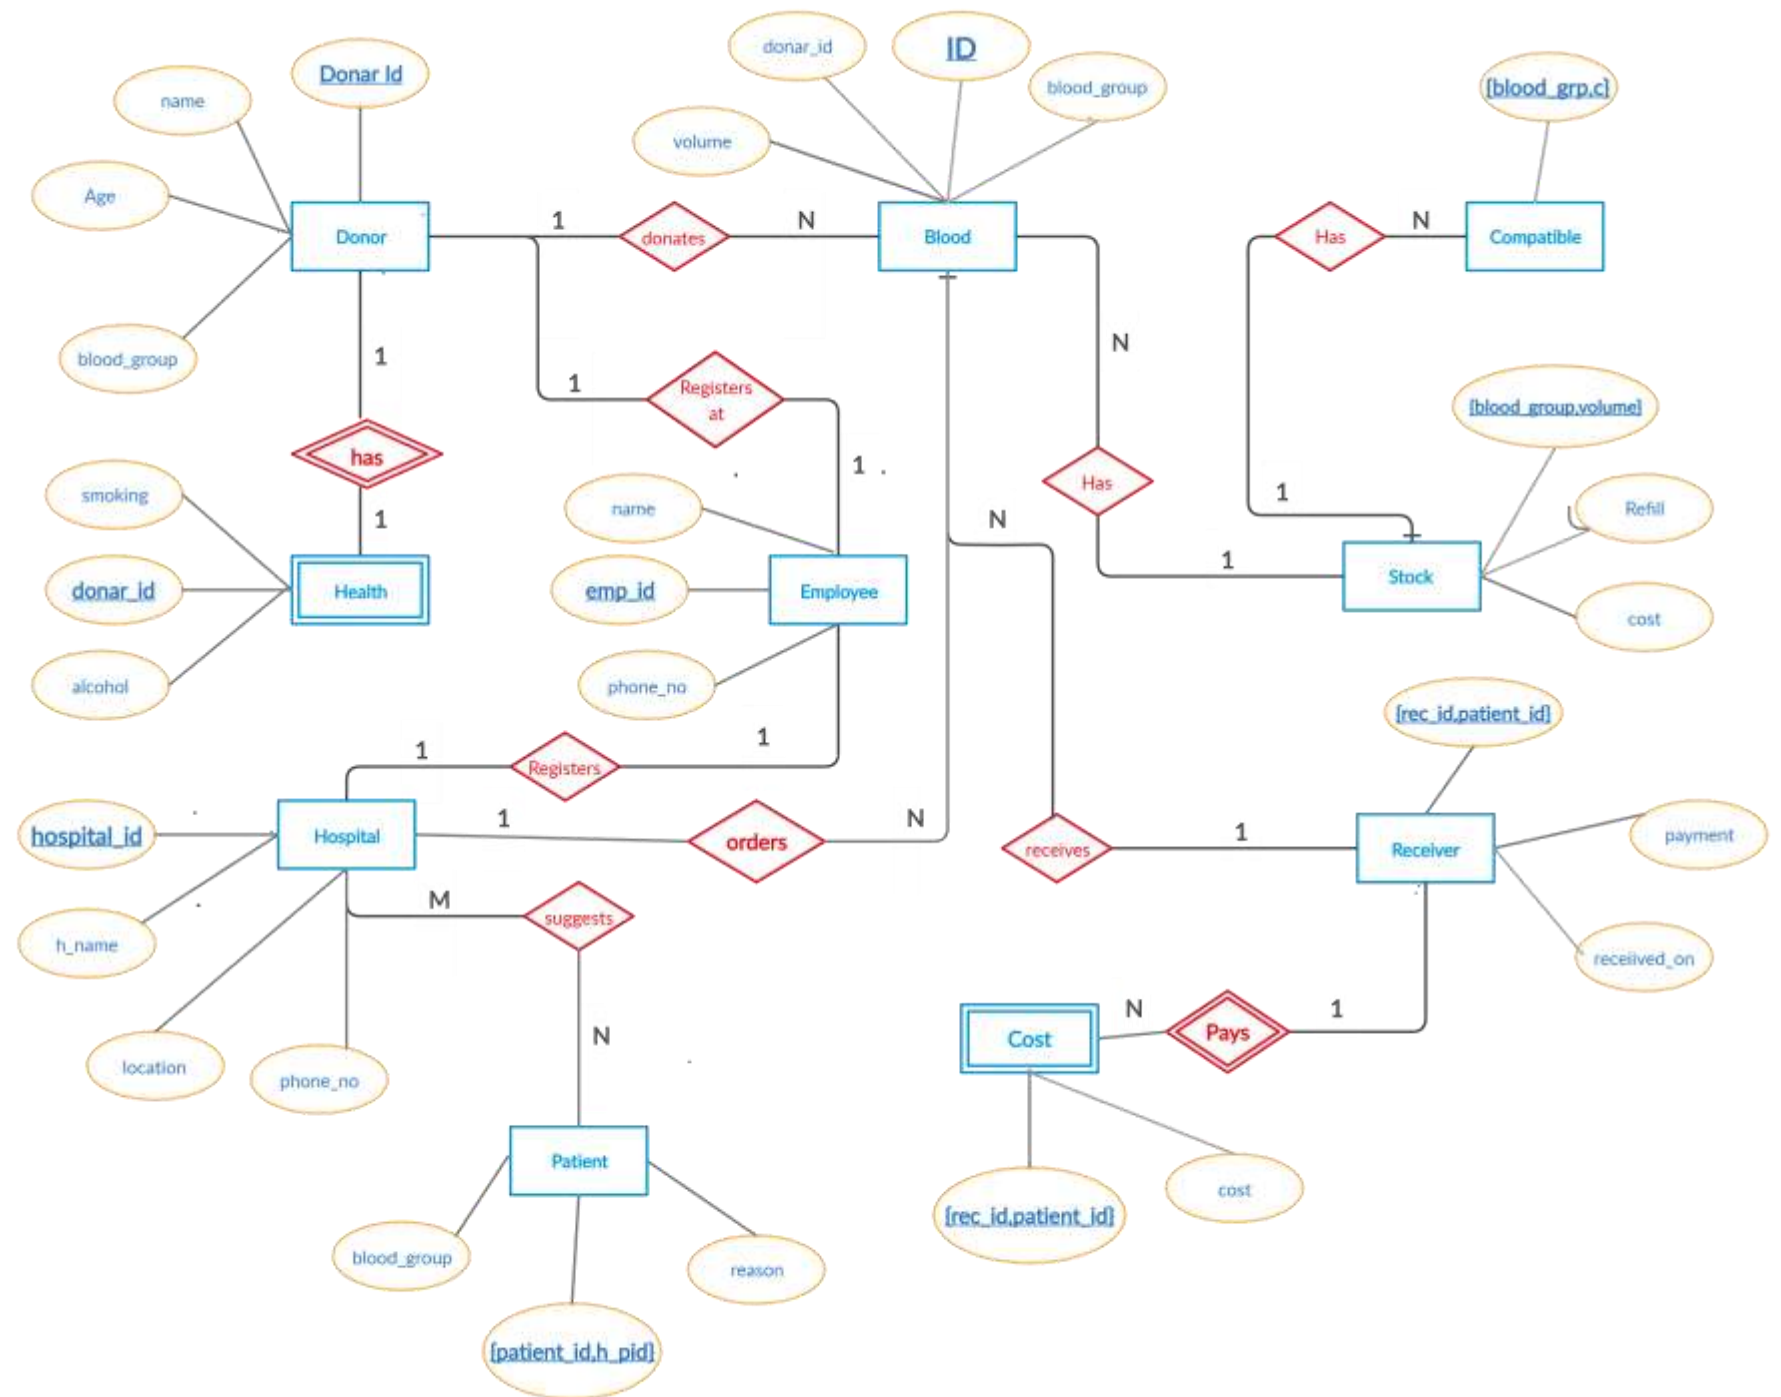 donar_id
ID
Donar Id
blood_group
{blood_grp,c}
name
volume
Age
Donor
1
donates
N
Blood
Has
N
Compatible
blood_group
1
1
Registers
at
N
{blood_group,volume}
has
1
1
Has
smoking
name
1
N
1
Refill
donar_id
Health
emp_id
Employee
1
Stock
cost
alcohol
phone_no
{rec_id,patient_id}
1
Registers
1
hospital_id
Hospital
1
orders
N
receives
1
Receiver
payment
h_name
M
suggests
receiived_on
N
Cost
N
Pays
1
location
phone_no
Patient
cost
{rec_id,patient_id}
blood_group
reason
{patient_id,h_pid}